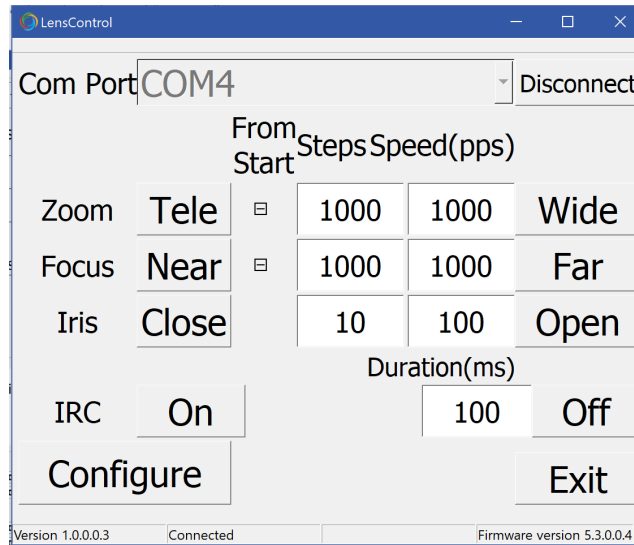 LensControl
Com Port COM4 Disconnect
From Start Steps Speed(pps)
Zoom Tele 1000 1000 Wide
Focus Near 1000 1000 Far
Iris Close 10 100 Open
Duration(ms)
IRC On 100 Off
Configure Exit
Version 1.0.0.3 Connected Firmware version 5.3.0.0.4